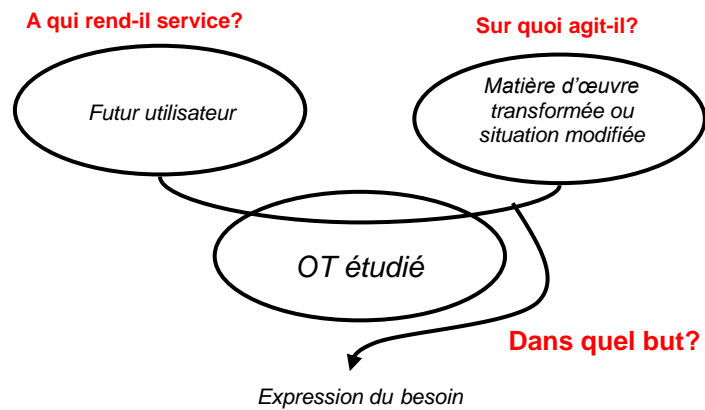 A qui rend-il service?
Sur quoi agit-il?
Futur utilisateur
Matière d’œuvre
transformée ou
situation modifiée
OT étudié
Dans quel but?
Expression du besoin